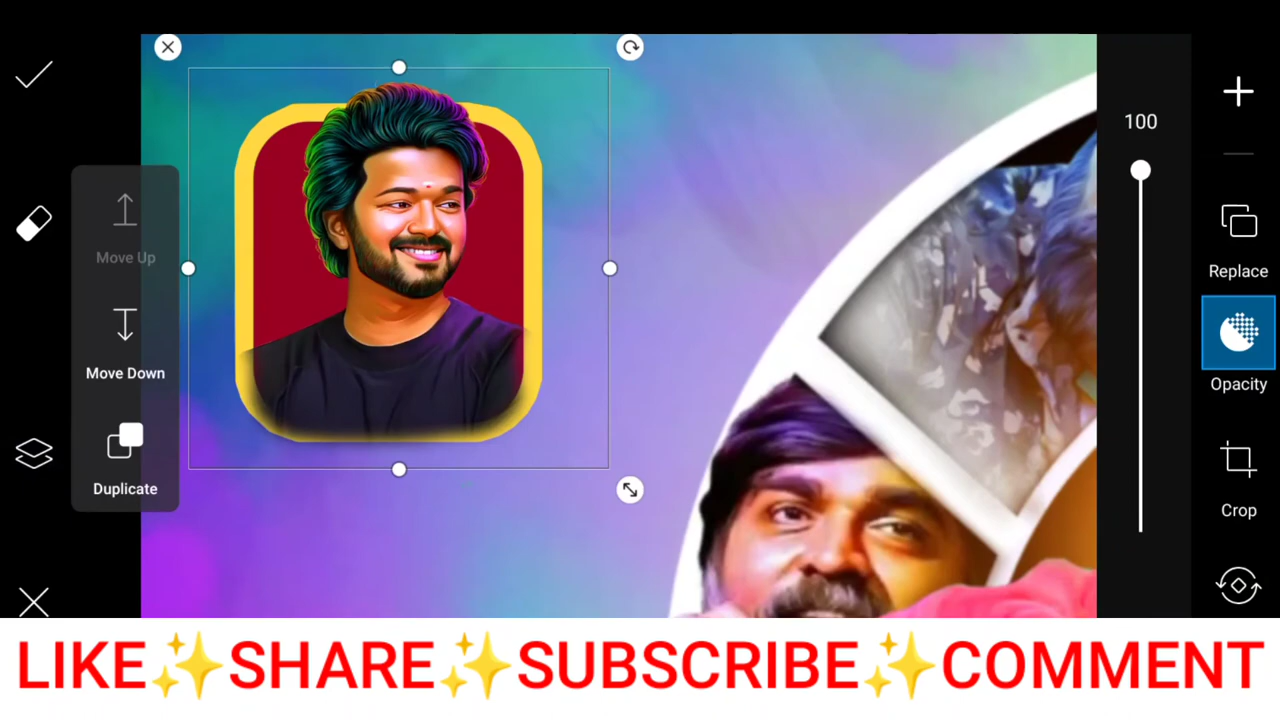 100
Move Up
Replace
Move Down
Opacity
Duplicate
Crop
LIKE✨SHARE✨SUBSCRIBE✨COMMENT